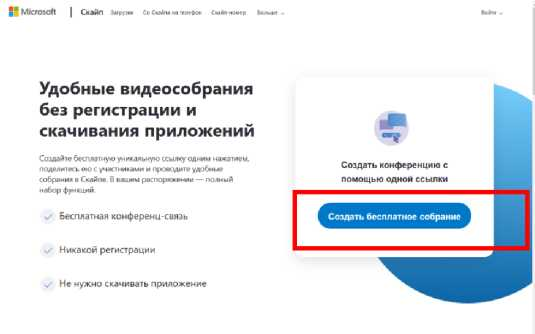 Microsoft Скайп Загрузки Со Скайпа на телефон Скайп-номер Больше Войти
Удобные видеособрания
без регистрации и
скачивания приложений
Создайте бесплатную уникальную ссылку одним нажатием,
поделитесь ею с участниками и проводите удобные
собрания в Скайпе. В вашем распоряжении — полный
набор функций.
Бесплатная конференц-связь
Никакой регистрации
Не нужно скачивать приложение
Создать конференцию с
помощью одной ссылки
Создать бесплатное собрание